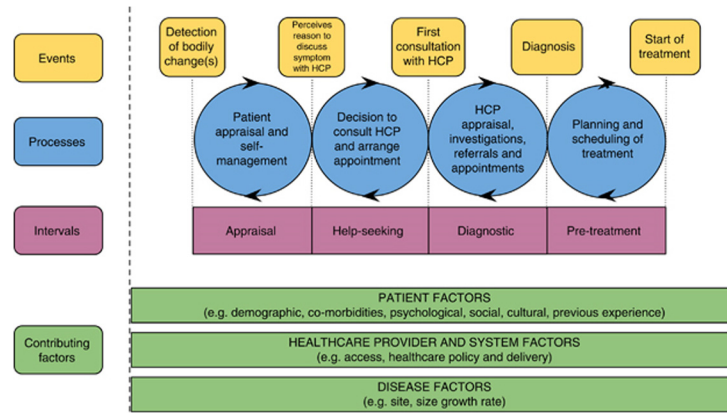 Events
Detection
of bodily
change(s)
Perceives
reason to
discuss
symptom
with HCP
First
consultation
with HCP
Diagnosis
Start of
treatment
Processes
Patient
appraisal and
self-
management
Decision to
consult HCP
and arrange
appointment
HCP
appraisal,
investigations,
referrals and
appointments
Planning and
scheduling of
treatment
Intervals
Appraisal
Help-seeking
Diagnostic
Pre-treatment
Contributing
factors
PATIENT FACTORS
(e.g. demographic, co-morbidities, psychological, social, cultural, previous experience)
HEALTHCARE PROVIDER AND SYSTEM FACTORS
(e.g. access, healthcare policy and delivery)
DISEASE FACTORS
(e.g. site, size growth rate)